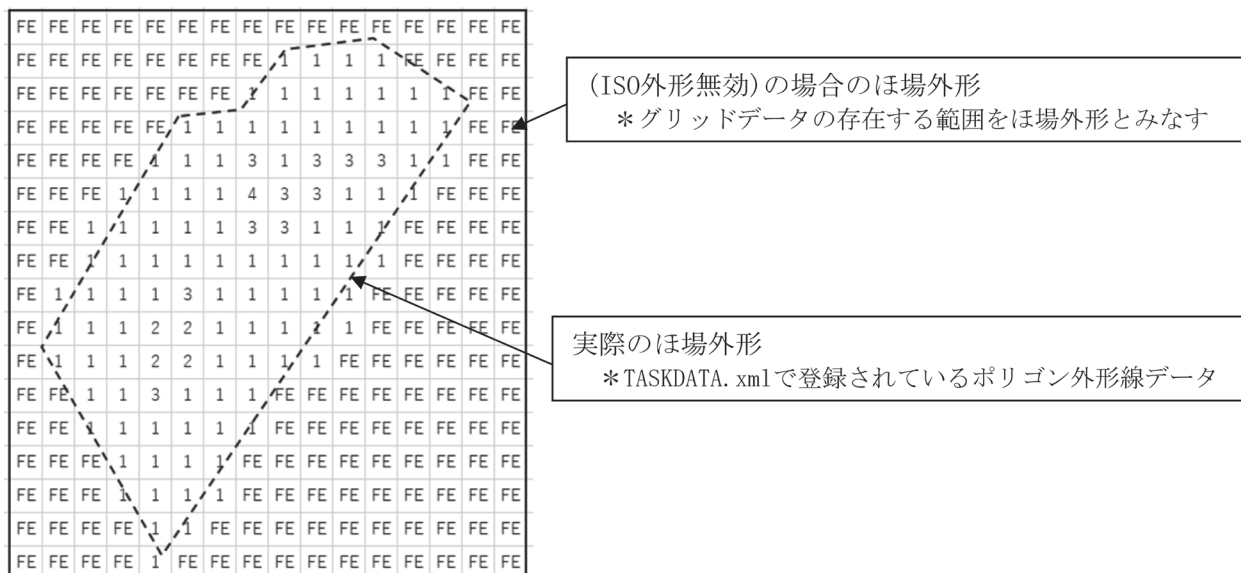 FE FE FE FE FE FE FE FE FE FE FE FE FE FE FE FE
FE FE FE FE FE FE FE FE 1 1 1 1 FE FE FE FE
FE FE FE FE FE FE FE 1 1 1 1 1 1 1 FE FE
FE FE FE FE FE 1 1 1 1 1 1 1 1 1 FE FE
FE FE FE FE 1 1 1 3 1 3 3 3 1 1 FE FE
FE FE FE 1 1 1 1 4 3 3 1 1 1 FE FE FE
FE FE 1 1 1 1 1 3 3 1 1 1 FE FE FE FE
FE FE 1 1 1 1 1 1 1 1 1 1 FE FE FE FE
FE 1 1 1 1 3 1 1 1 1 1 FE FE FE FE FE
FE 1 1 1 2 2 1 1 1 1 1 FE FE FE FE FE
FE 1 1 1 2 2 1 1 1 1 FE FE FE FE FE FE
FE FE 1 1 3 1 1 1 FE FE FE FE FE FE FE FE
FE FE 1 1 1 1 1 1 FE FE FE FE FE FE FE FE
FE FE FE 1 1 1 1 FE FE FE FE FE FE FE FE FE
FE FE FE 1 1 1 1 FE FE FE FE FE FE FE FE FE
FE FE FE FE 1 1 FE FE FE FE FE FE FE FE FE FE
FE FE FE FE 1 FE FE FE FE FE FE FE FE FE FE FE
(ISO外形無効)の場合のほ場外形
＊グリッドデータの存在する範囲をほ場外形とみなす
実際のほ場外形
＊TASKDATA.xmlで登録されているポリゴン外形線データ